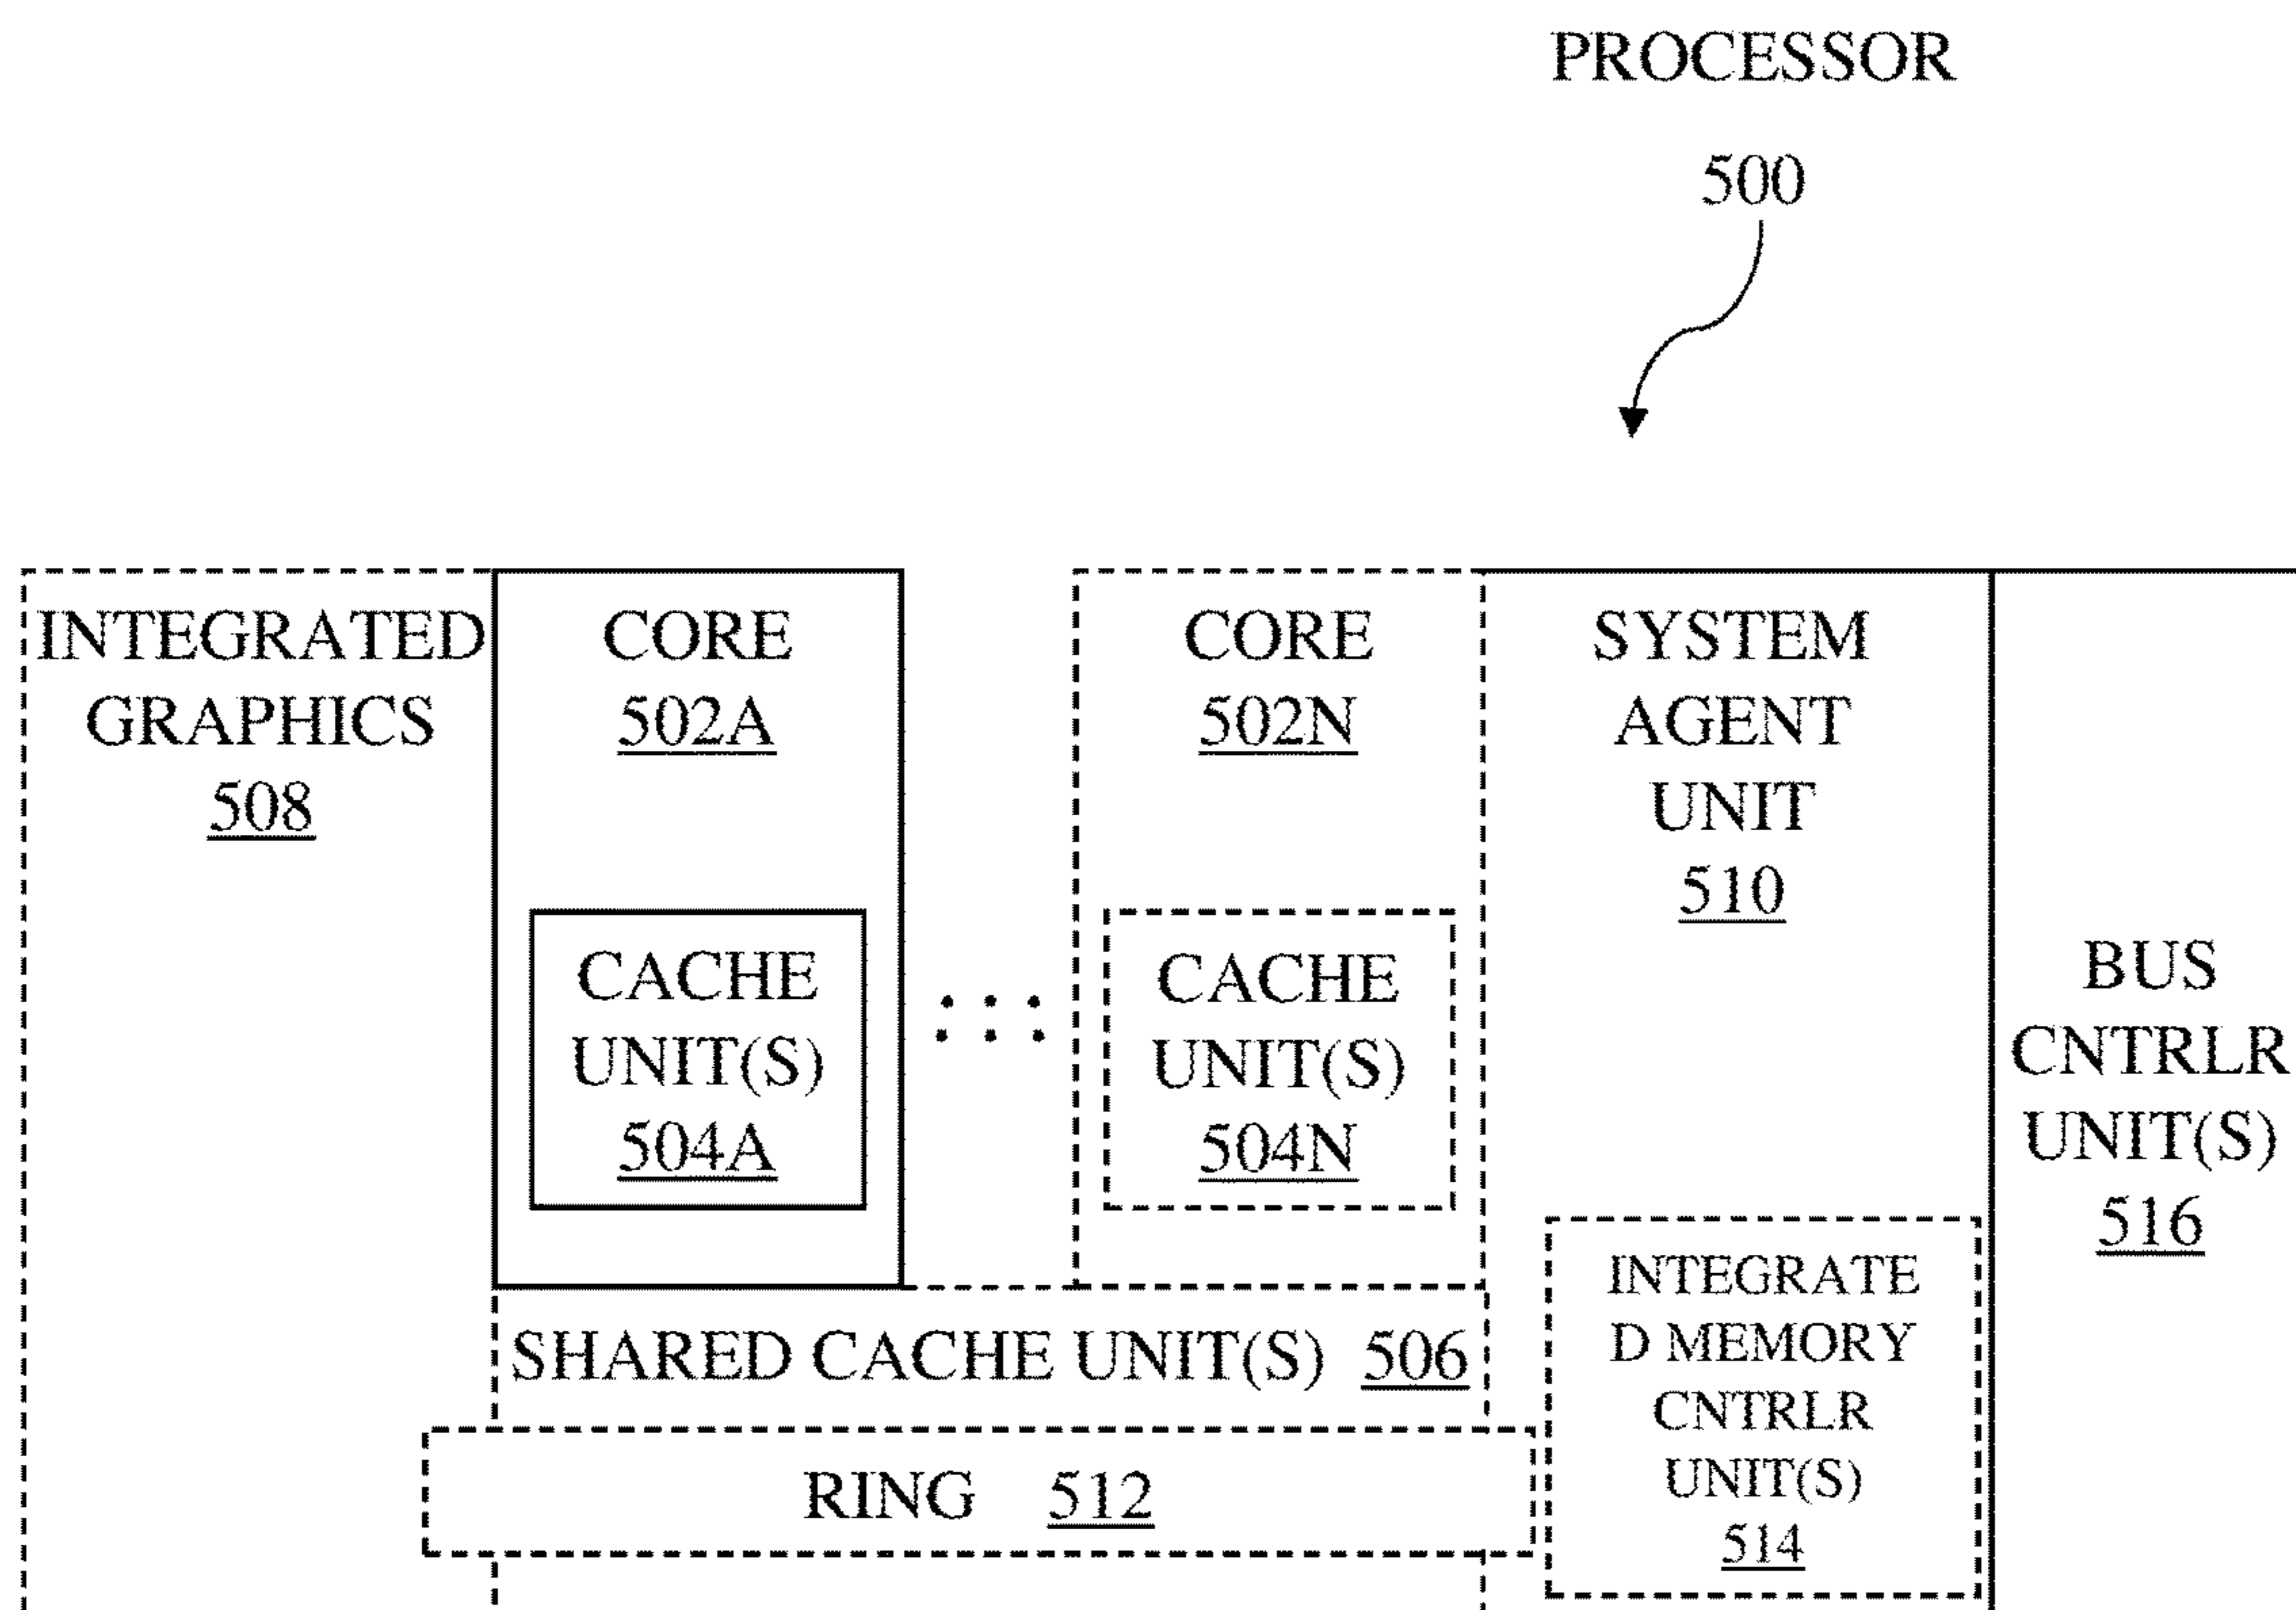 PROCESSOR
500
INTEGRATED
GRAPHICS
508
CORE
502A
CACHE
UNIT(S)
504A
CORE
502N
CACHE
UNIT(S)
504N
SYSTEM
AGENT
UNIT
510
BUS
CNTRLR
UNIT(S)
516
SHARED CACHE UNIT(S) 506
RING 512
INTEGRATE
D MEMORY
CNTRLR
UNIT(S)
514